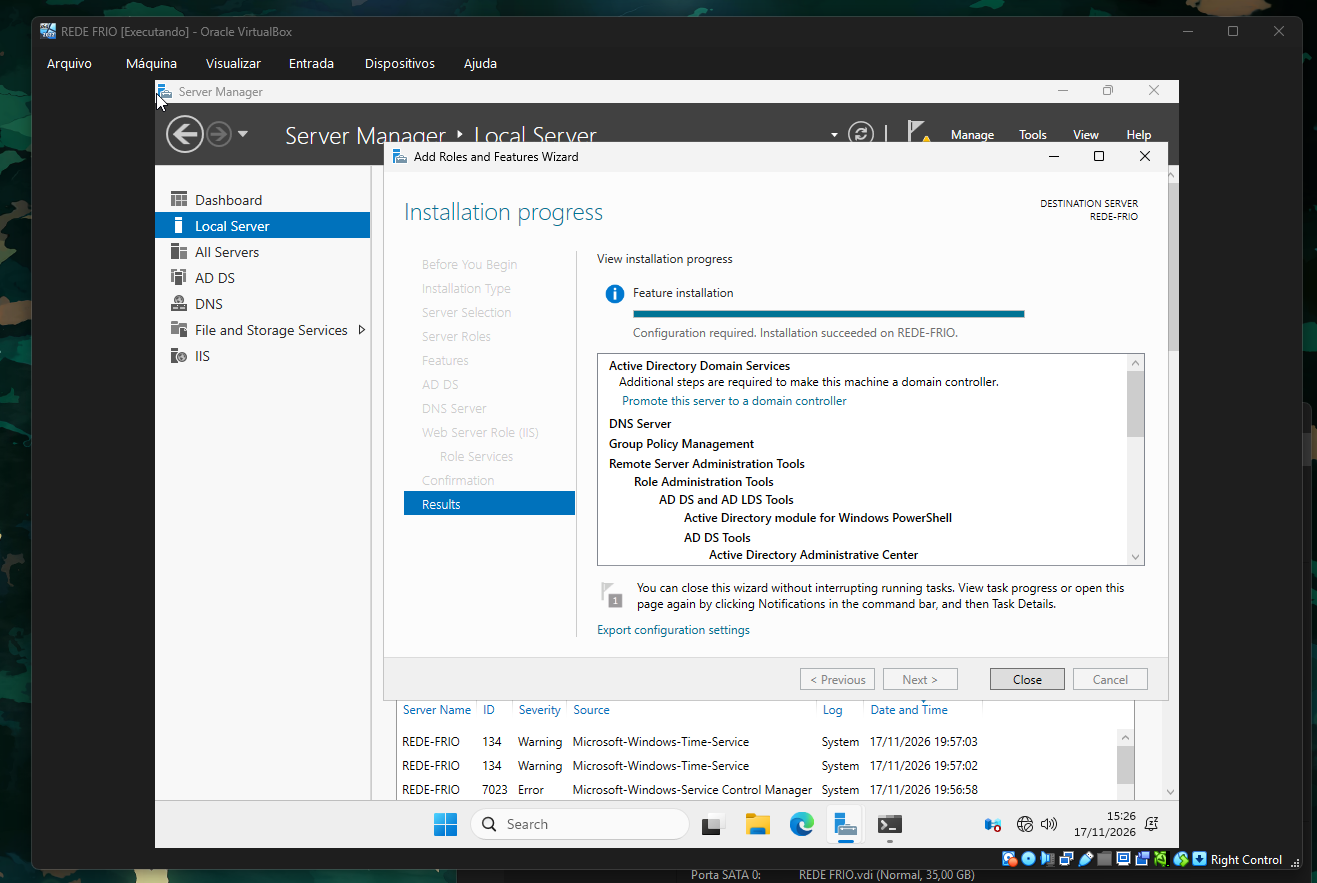 REDE FRIO [Executando] - Oracle VirtualBox
Arquivo Máquina Visualizar Entrada Dispositivos Ajuda
Server Manager
Server Manager Local Server
Manage Tools View Help
Add Roles and Features Wizard
Dashboard
Local Server
All Servers
AD DS
DNS
File and Storage Services
IIS
Installation progress
DESTINATION SERVER
REDE-FRIO
Before You Begin
Installation Type
Server Selection
Server Roles
Features
AD DS
DNS Server
Web Server Role (IIS)
Role Services
Confirmation
Results
View installation progress
Feature installation
Configuration required. Installation succeeded on REDE-FRIO.
Active Directory Domain Services
Additional steps are required to make this machine a domain controller.
Promote this server to a domain controller
DNS Server
Group Policy Management
Remote Server Administration Tools
Role Administration Tools
AD DS and AD LDS Tools
Active Directory module for Windows PowerShell
AD DS Tools
Active Directory Administrative Center
1
You can close this wizard without interrupting running tasks. View task progress or open this
page again by clicking Notifications in the command bar, and then Task Details.
Export configuration settings
< Previous Next > Close Cancel
Server Name ID Severity Source Log Date and Time
REDE-FRIO 134 Warning Microsoft-Windows-Time-Service System 17/11/2026 19:57:03
REDE-FRIO 134 Warning Microsoft-Windows-Time-Service System 17/11/2026 19:57:02
REDE-FRIO 7023 Error Microsoft-Windows-Service Control Manager System 17/11/2026 19:56:58
Search
15:26
17/11/2026
Right Control
Porta SATA 0: REDE FRIO.vdi (Normal, 35,00 GB)